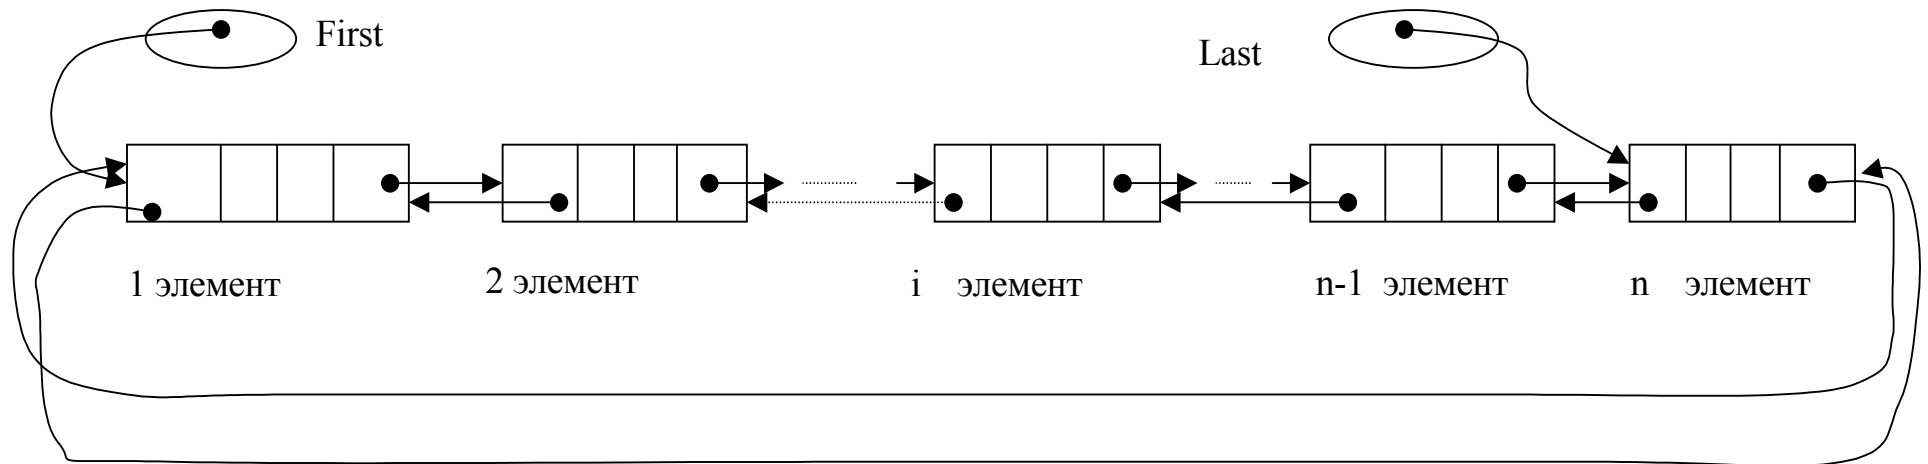 First
Last
1 элемент
2 элемент
i элемент
n-1 элемент
n элемент